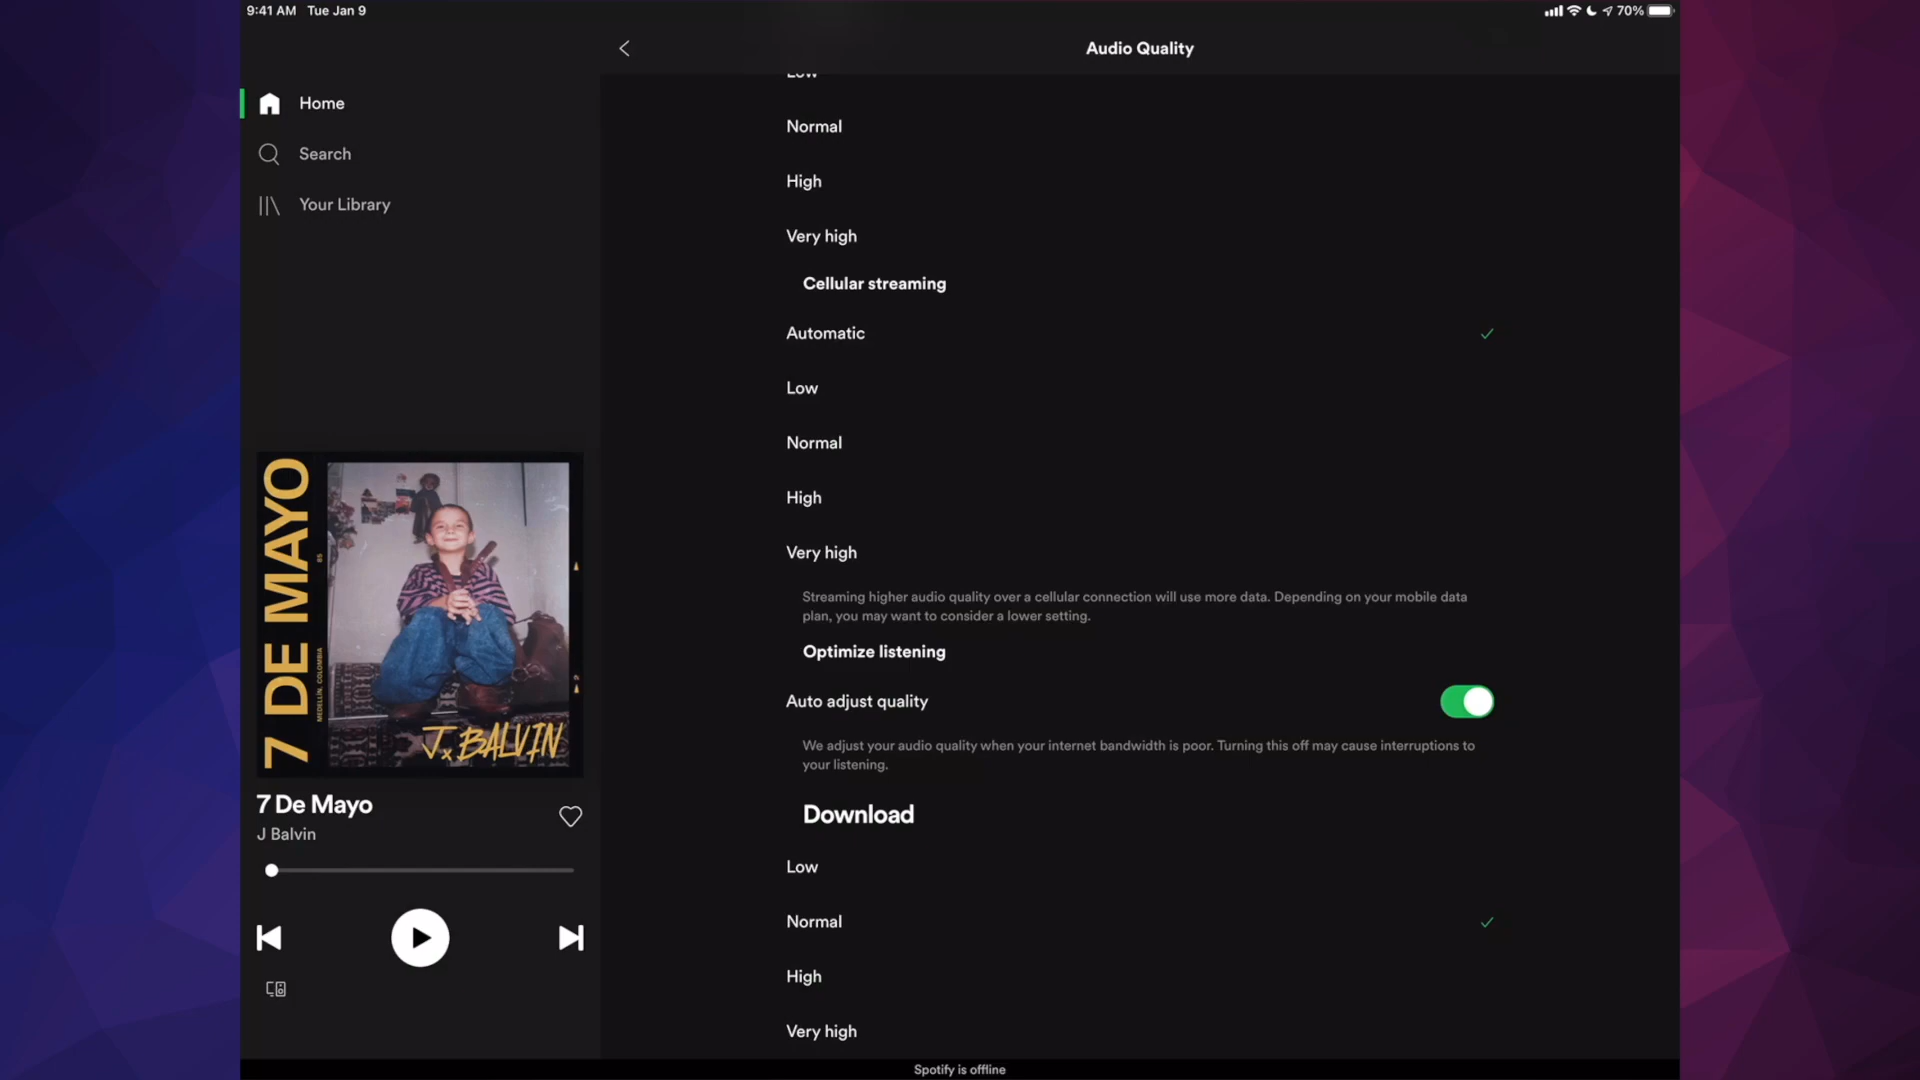 9:41 AM Tue Jan 9
70%
Audio Quality
Home
Search
Your Library
7 DE MAYO
MEDELLÍN, COLOMBIA
85
J. BALVIN
7 De Mayo
J Balvin
Low
Normal
High
Very high
Cellular streaming
Automatic
Low
Normal
High
Very high
Streaming higher audio quality over a cellular connection will use more data. Depending on your mobile data
plan, you may want to consider a lower setting.
Optimize listening
Auto adjust quality
We adjust your audio quality when your internet bandwidth is poor. Turning this off may cause interruptions to
your listening.
Download
Low
Normal
High
Very high
Spotify is offline